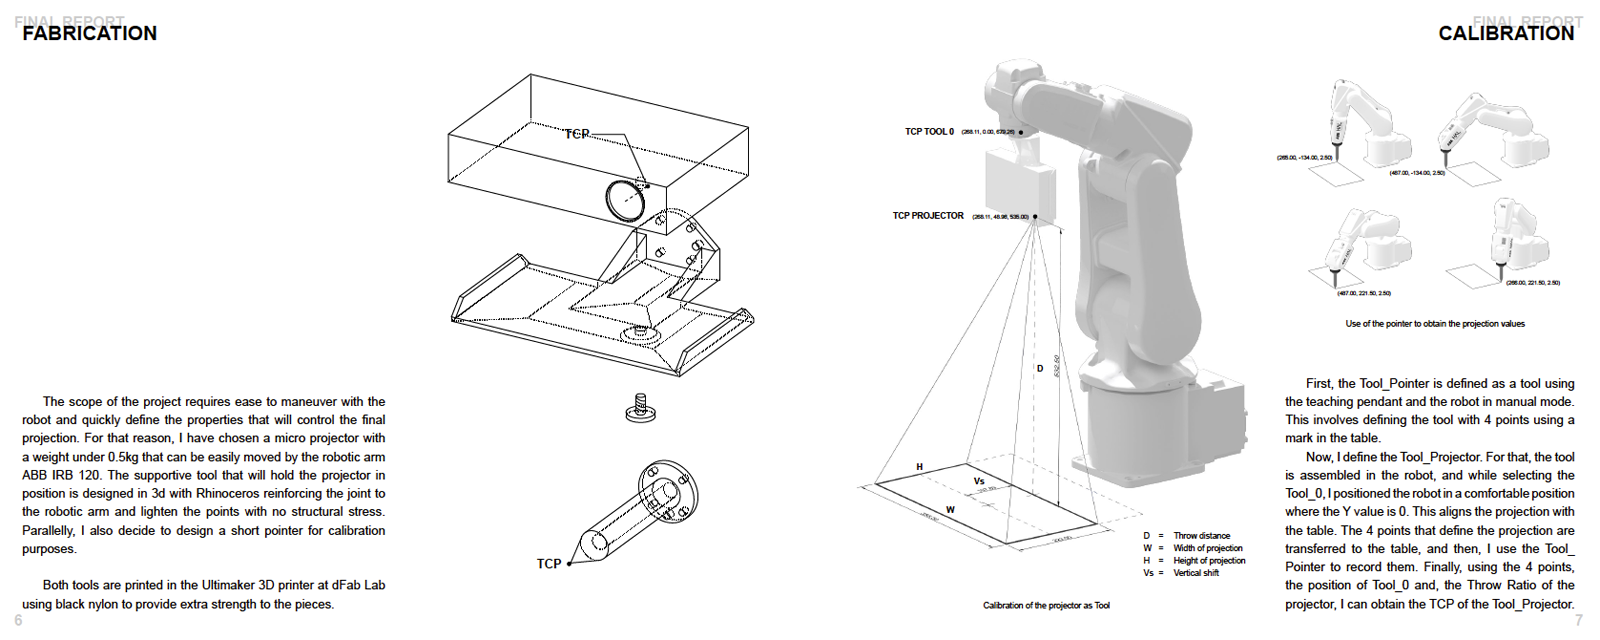 FINAL REPORT
FABRICATION
The scope of the project requires ease to maneuver with the
robot and quickly define the properties that will control the final
projection. For that reason, I have chosen a micro projector with
a weight under 0.5kg that can be easily moved by the robotic arm
ABB IRB 120. The supportive tool that will hold the projector in
position is designed in 3d with Rhinoceros reinforcing the joint to
the robotic arm and lighten the points with no structural stress.
Parallelly, I also decide to design a short pointer for calibration
purposes.
Both tools are printed in the Ultimaker 3D printer at dFab Lab
using black nylon to provide extra strength to the pieces.
6
TCP
TCP
FINAL REPORT
CALIBRATION
TCP TOOL 0
TCP PROJECTOR (268.11, 48.98, 535.00)
D
532.50
H
Vs
W
D = Throw distance
W = Width of projection
H = Height of projection
Vs = Vertical shift
Calibration of the projector as Tool
(265.00, -134.00, 2.50)
(487.00, -134.00, 2.50)
(487.00, 221.50, 2.50)
(265.00, 221.50, 2.50)
Use of the pointer to obtain the projection values
First, the Tool_Pointer is defined as a tool using
the teaching pendant and the robot in manual mode.
This involves defining the tool with 4 points using a
mark in the table.
Now, I define the Tool_Projector. For that, the tool
is assembled in the robot, and while selecting the
Tool_0, I positioned the robot in a comfortable position
where the Y value is 0. This aligns the projection with
the table. The 4 points that define the projection are
transferred to the table, and then, I use the Tool_
Pointer to record them. Finally, using the 4 points,
the position of Tool_0 and, the Throw Ratio of the
projector, I can obtain the TCP of the Tool_Projector.
7